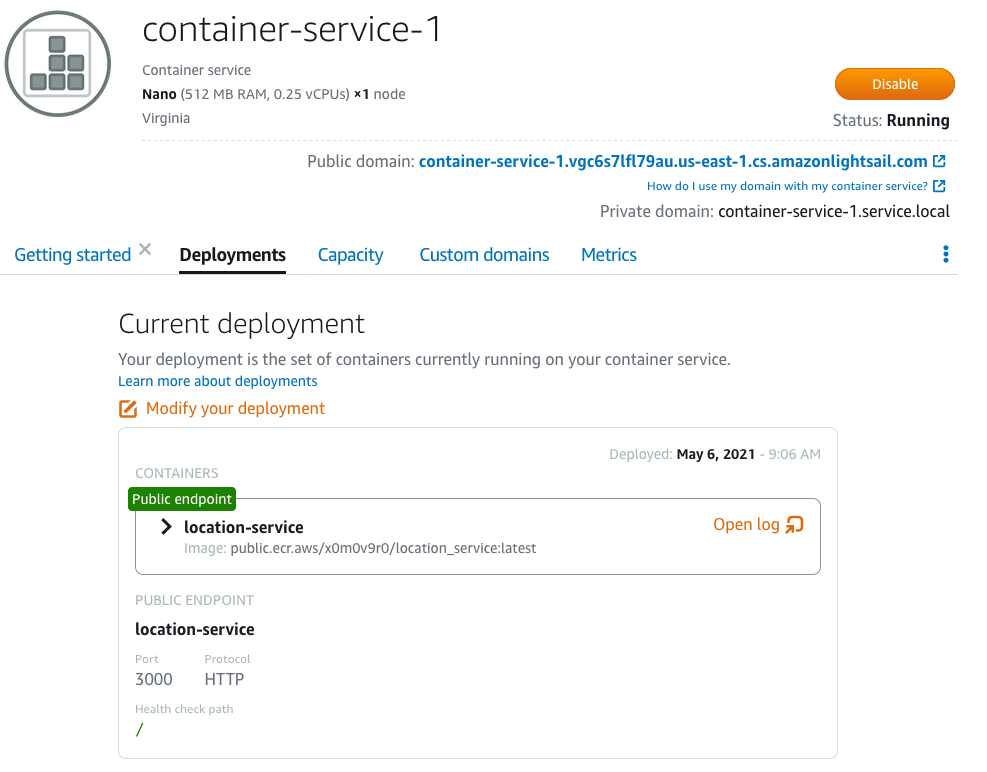 container-service-1
Container service
Nano (512 MB RAM, 0.25 vCPUs) ×1 node
Virginia
Disable
Status: Running
Public domain: container-service-1.vgc6s7lfl79au.us-east-1.cs.amazonlightsail.com
How do I use my domain with my container service?
Private domain: container-service-1.service.local
Getting started Deployments Capacity Custom domains Metrics
Current deployment
Your deployment is the set of containers currently running on your container service.
Learn more about deployments
Modify your deployment
Deployed: May 6, 2021 - 9:06 AM
CONTAINERS
Public endpoint
location-service
Open log
Image: public.ecr.aws/x0m0v9r0/location_service:latest
PUBLIC ENDPOINT
location-service
Port Protocol
3000 HTTP
Health check path
/